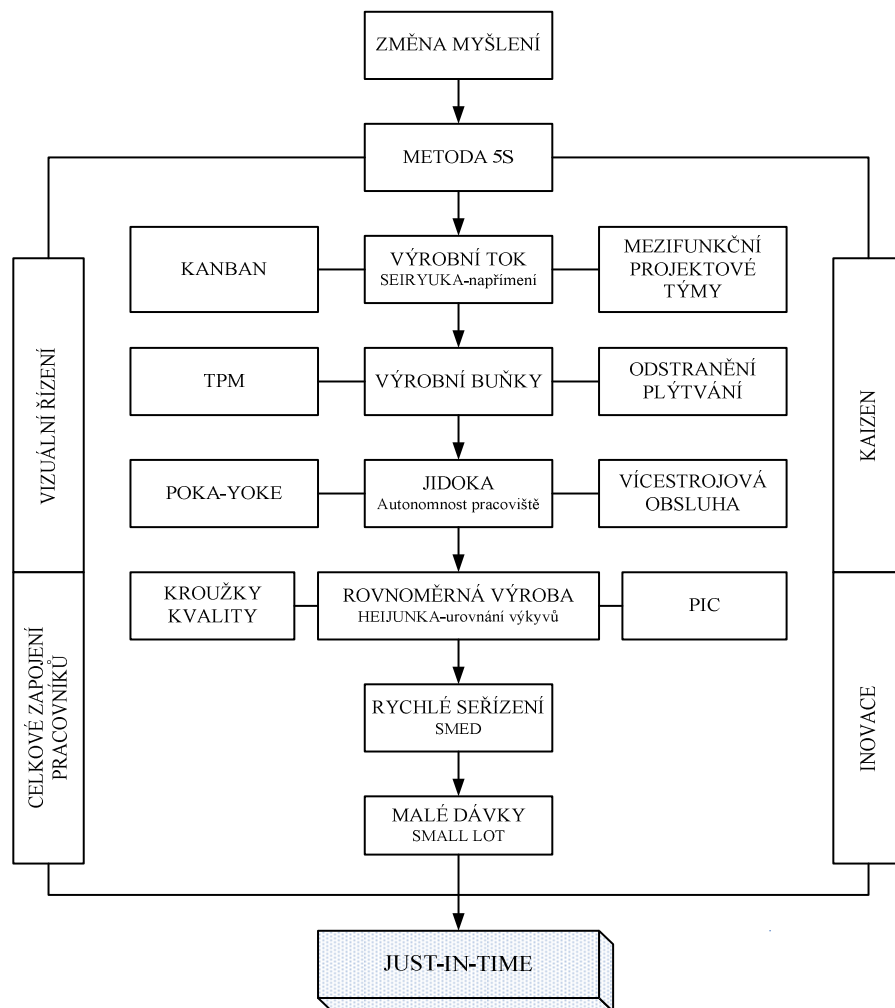 ZMĚNA MYŠLENÍ
METODA 5S
KANBAN
VÝROBNÍ TOK
SEIRYUKA-napřímení
MEZIFUNKČNÍ
PROJEKTOVÉ
TÝMY
VIZUÁLNÍ ŘÍZENÍ
KAIZEN
TPM
VÝROBNÍ BUŇKY
ODSTRANĚNÍ
PLÝTVÁNÍ
POKA-YOKE
JIDOKA
Autonomnost pracoviště
VÍCESTROJOVÁ
OBSLUHA
KROUŽKY
KVALITY
ROVNOMĚRNÁ VÝROBA
HEIJUNKA-urovnání výkyvů
PIC
CELKOVÉ ZAPOJENÍ
PRACOVNÍKŮ
INOVACE
RYCHLÉ SEŘÍZENÍ
SMED
MALÉ DÁVKY
SMALL LOT
JUST-IN-TIME